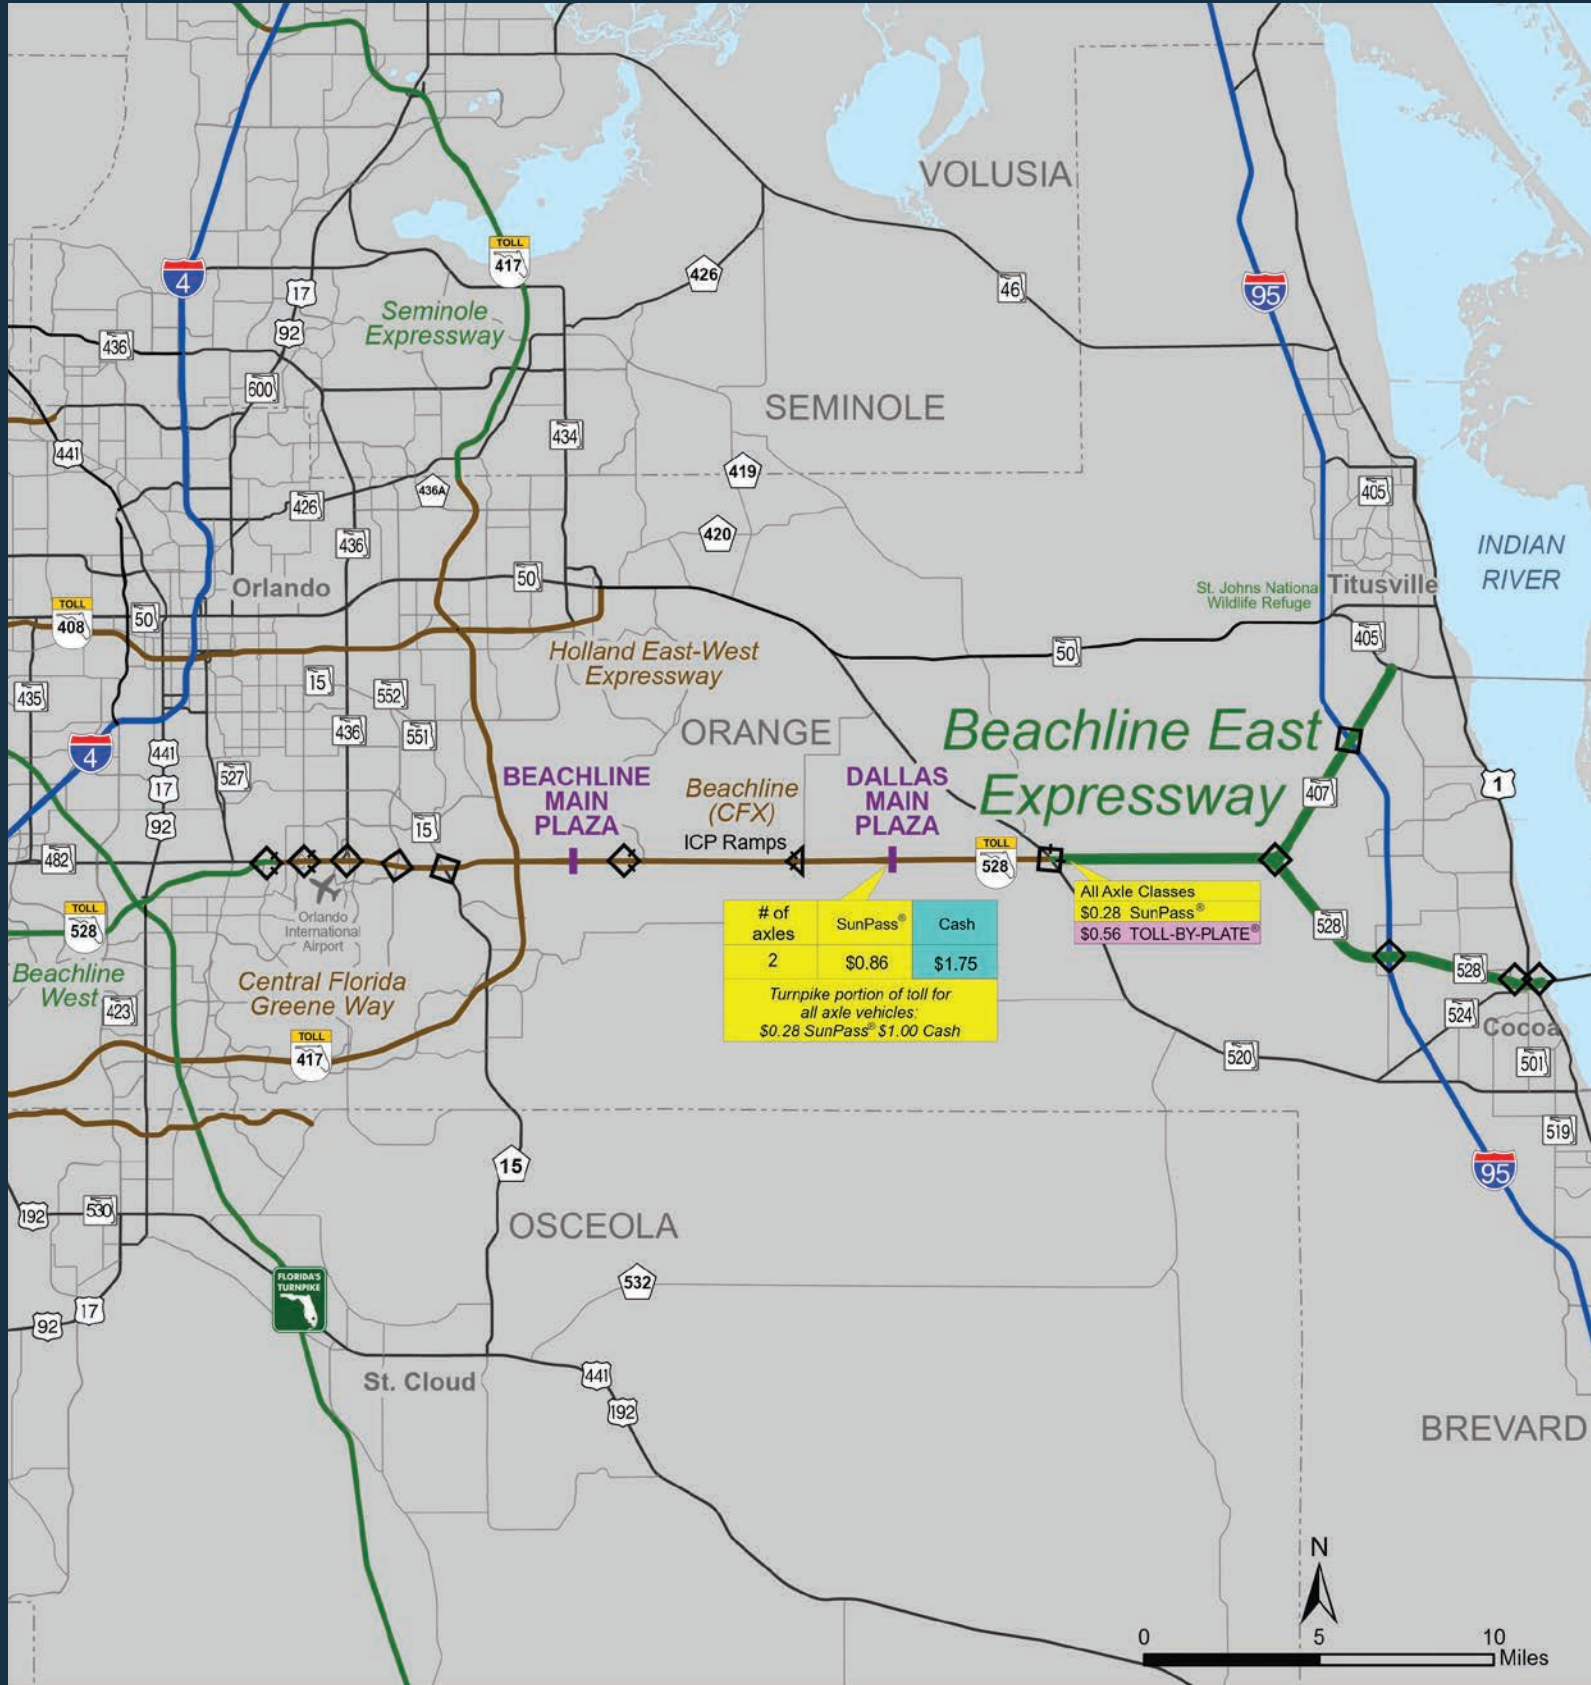 VOLUSIA
TOLL
417
4
17
426
46
95
Seminole
Expressway
92
436
600
SEMINOLE
434
441
419
436A
405
426
420
436
INDIAN
RIVER
50
Orlando
St. Johns Nationa
Wildlife Refuge
Titusville
TOLL
408
50
405
50
Holland East-West
Expressway
15
552
435
436
551
ORANGE
Beachline East
Expressway
4
441
527
BEACHLINE
MAIN
PLAZA
Beachline
(CFX)
ICP Ramps
DALLAS
MAIN
PLAZA
17
407
1
92
15
482
TOLL
528
All Axle Classes
$0.28 SunPass®
$0.56 TOLL-BY-PLATE®
# of
axles
SunPass®
Cash
2
$0.86
$1.75
Turnpike portion of toll for
all axle vehicles:
$0.28 SunPass® $1.00 Cash
TOLL
528
Orlando
International
Airport
528
528
Beachline
West
Central Florida
Greene Way
423
524
Cocoa
TOLL
417
520
501
519
15
95
192
530
OSCEOLA
FLORIDA'S
TURNPIKE
532
17
92
St. Cloud
441
192
BREVARD
N
0
5
10
Miles